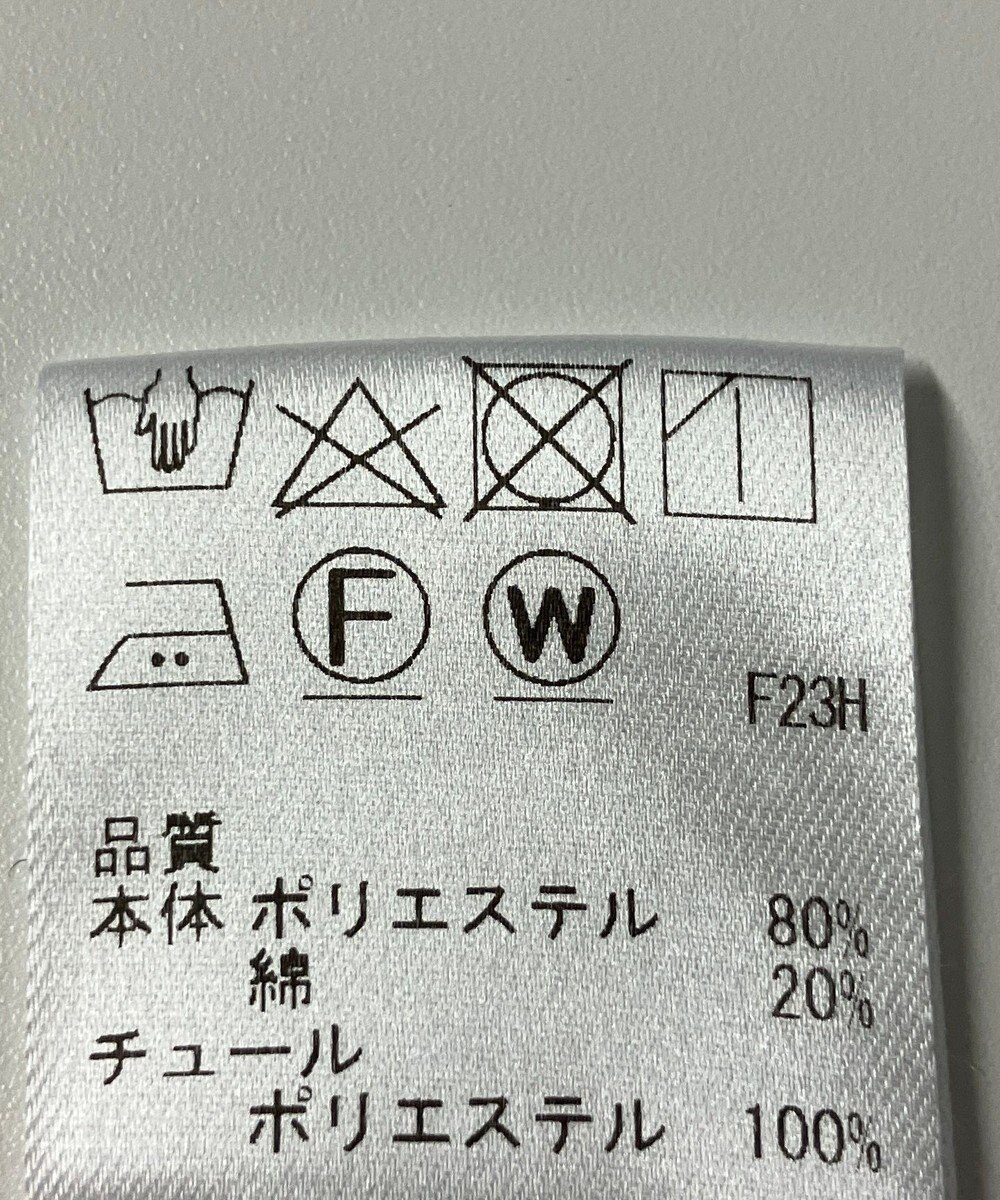 F W
F23H
品質
本体 ポリエステル 80%
綿 20%
チュール
ポリエステル 100%